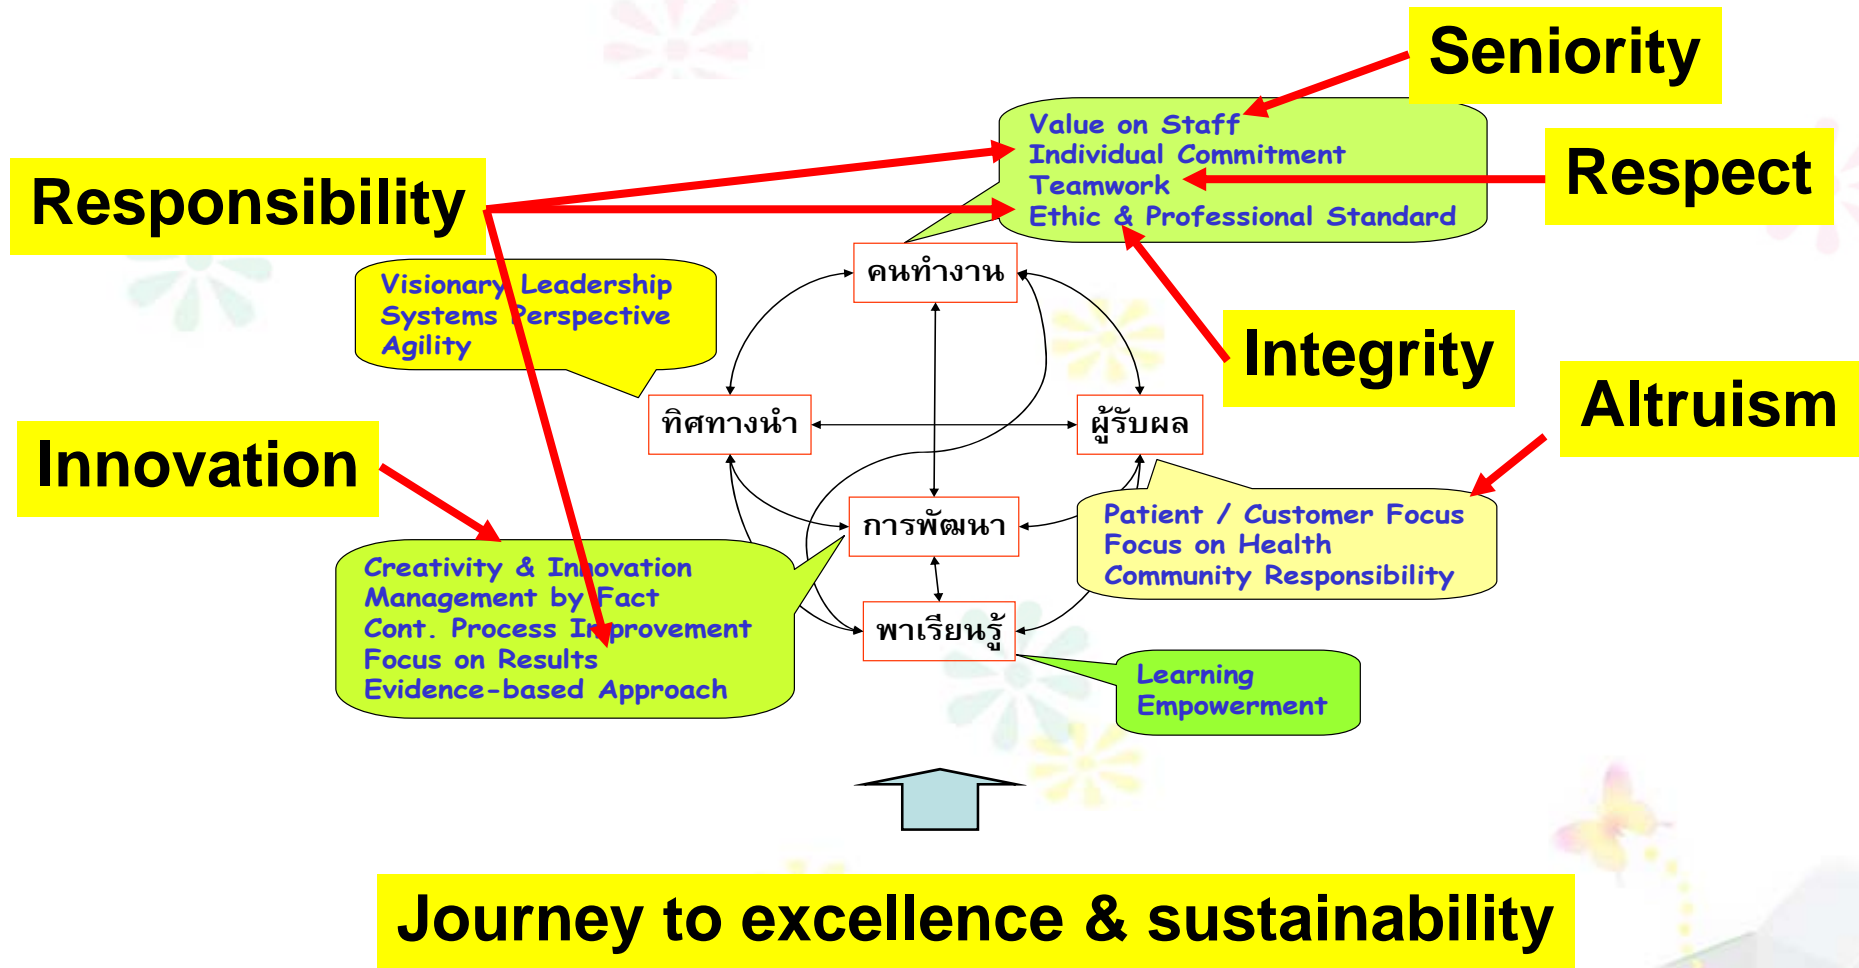 Seniority
Value on Staff
Individual Commitment
Teamwork
Ethic & Professional Standard
Respect
Responsibility
คนทำงาน
Visionary Leadership
Systems Perspective
Agility
Integrity
Altruism
ทิศทางนำ
ผู้รับผล
Innovation
การพัฒนา
Patient / Customer Focus
Focus on Health
Community Responsibility
Creativity & Innovation
Management by Fact
Cont. Process Improvement
Focus on Results
Evidence-based Approach
พาเรียนรู้
Learning
Empowerment
Journey to excellence & sustainability